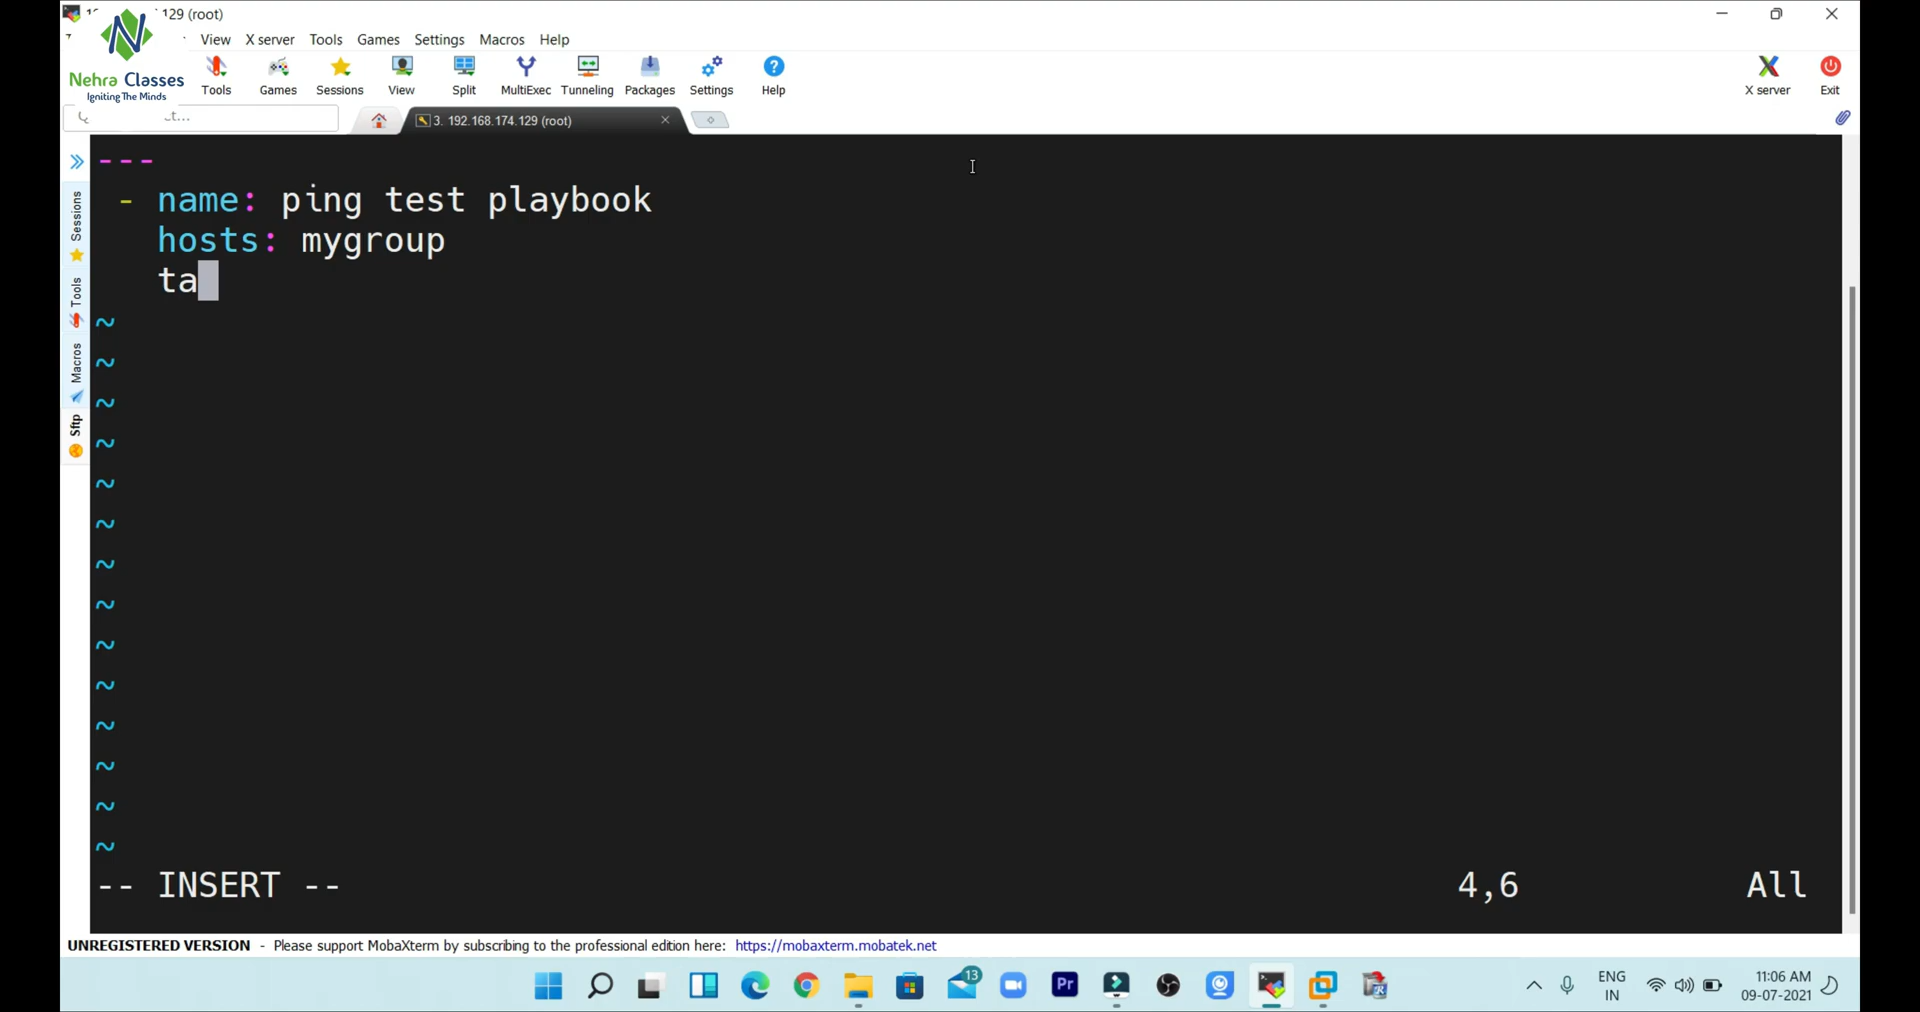 129 (root)
View X server Tools Games Settings Macros Help
Nehra Classes
Igniting The Minds
Tools Games Sessions View Split MultiExec Tunneling Packages Settings Help
X server Exit
3. 192.168.174.129 (root)
Sessions
Tools
Macros
Sftp
---
- name: ping test playbook
hosts: mygroup
ta
~
~
~
~
~
~
~
~
~
~
~
~
~
~
-- INSERT -- 4,6 All
UNREGISTERED VERSION - Please support MobaXterm by subscribing to the professional edition here: https://mobaxterm.mobatek.net
13
Pr
ENG
IN
11:06 AM
09-07-2021